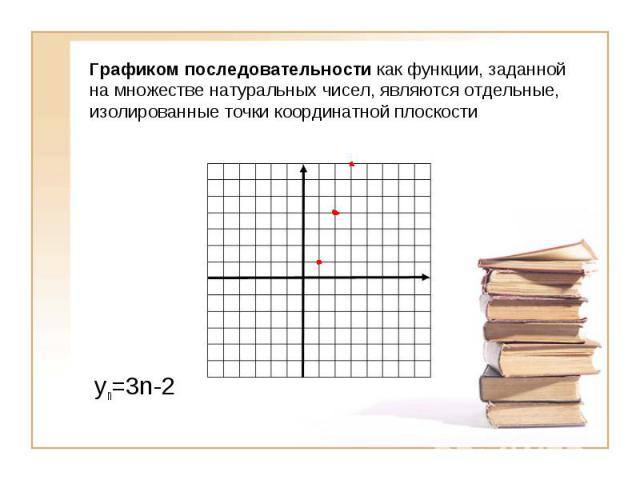 Графиком последовательности как функции, заданной
на множестве натуральных чисел, являются отдельные,
изолированные точки координатной плоскости
yn=3n-2